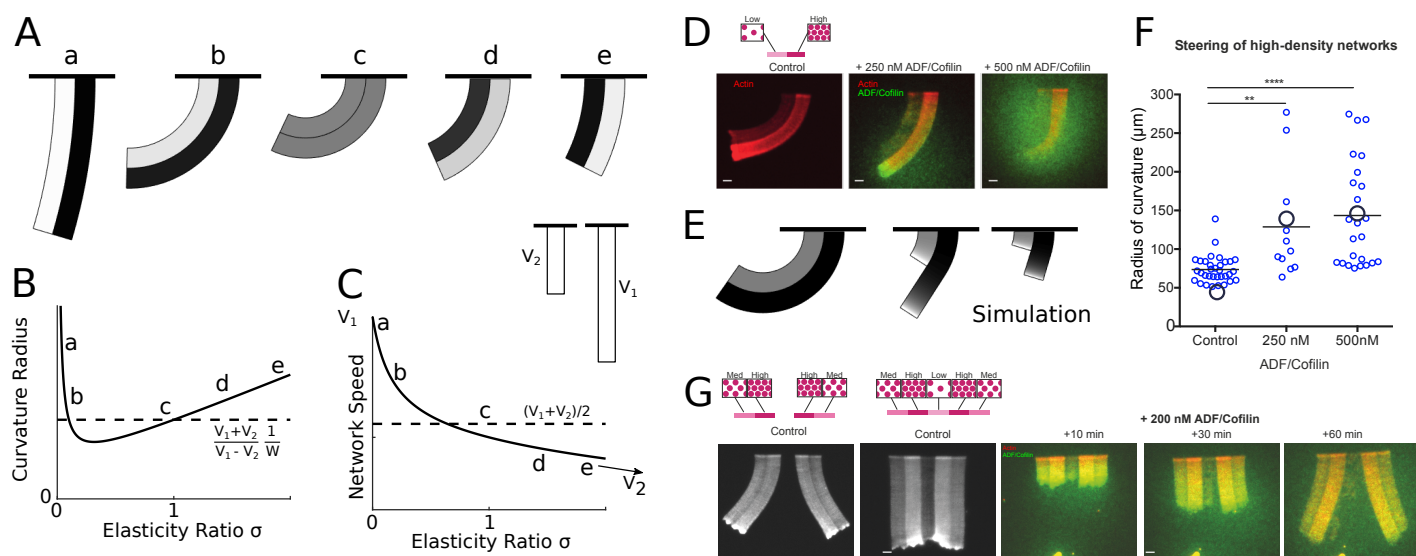 A
a
b
c
d
e
B
Curvature Radius
a
b
c
d
e
V1+V2
V1 - V2
1
W
0
0
1
Elasticity Ratio σ
V2
V1
C
V1
Network Speed
a
b
c
d
e
(V1+V2)/2
V2
0
1
Elasticity Ratio σ
D
Low
High
Control
+ 250 nM ADF/Cofilin
+ 500 nM ADF/Cofilin
Actin
Actin
ADF/Cofilin
E
Simulation
F
Steering of high-density networks
****
**
Radius of curvature (µm)
300
250
200
150
100
50
0
Control
250 nM
500nM
ADF/Cofilin
G
Med
High
High
Med
Med
High
Low
High
Med
Control
Control
+ 200 nM ADF/Cofilin
+10 min
+30 min
+60 min
Actin
ADF/Cofilin